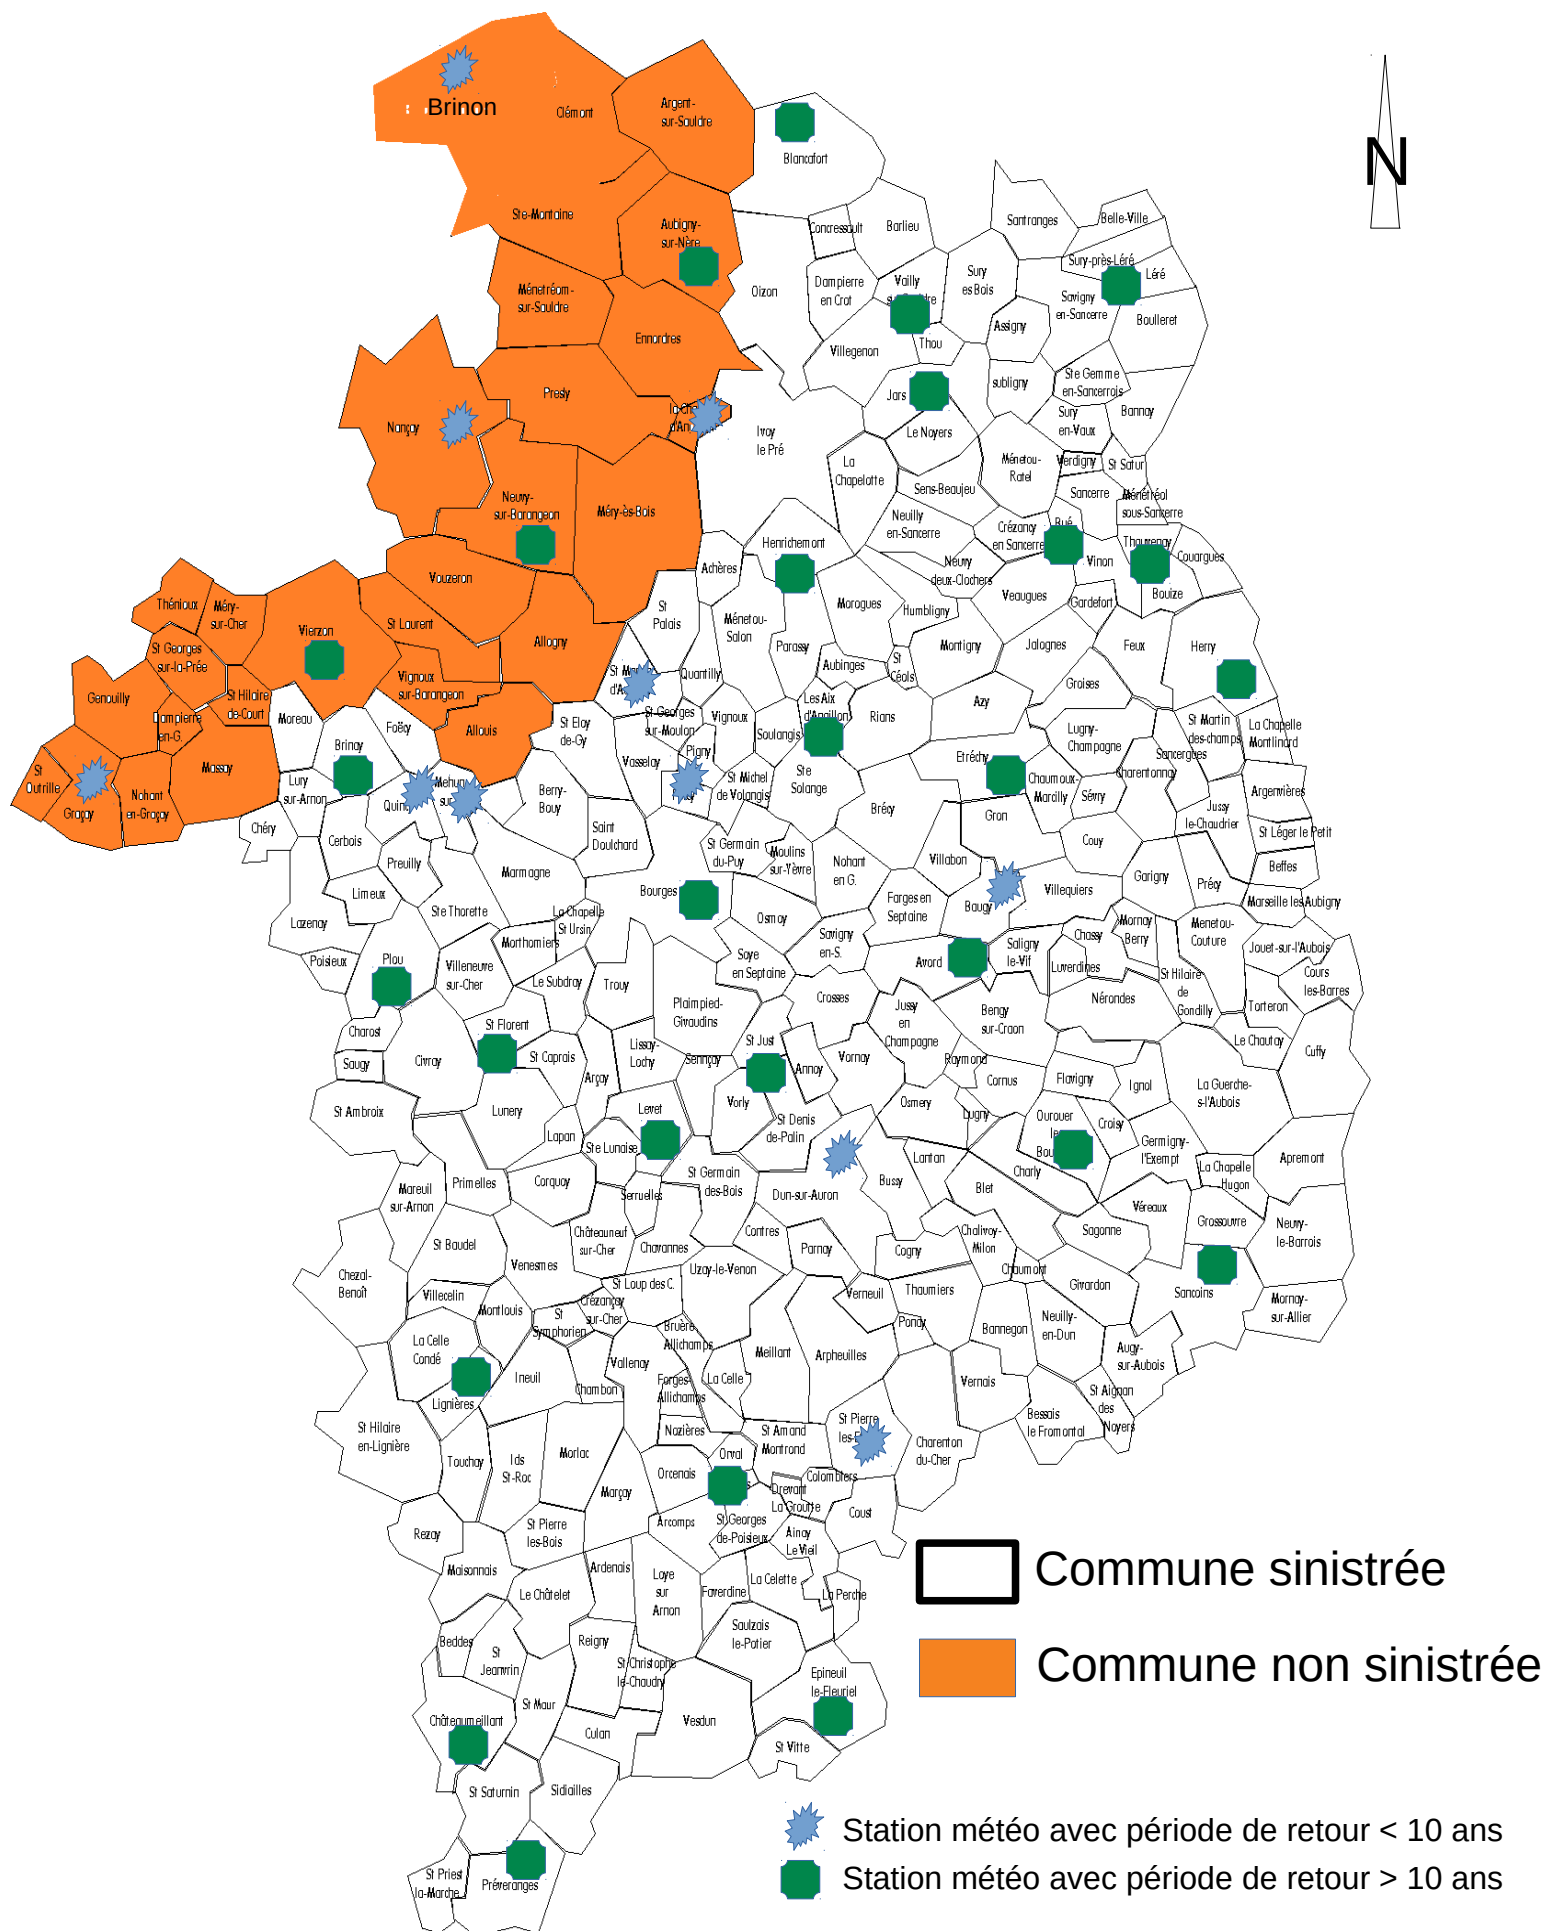 Brinon
Clémont
Argent-
sur-Sauldre
Blancafort
N
Ste-Montaine
Aubigny-
sur-Nère
Concressault
Barlieu
Santranges
Belle-Ville
Sury-près-Léré
Léré
Ménétréom-
sur-Sauldre
Oizon
Dampierre
en Crot
Vailly
Sury
es Bois
Savigny
en-Sancerre
Boulleret
Ennordres
Villegenon
Thou
Assigny
Presly
Jars
subligny
Ste Gemme
en-Sancerrois
Nançay
Ivoy
le Pré
Le Noyers
Sury
en-Vaux
Bannay
La
Chapelotte
Ménetou-
Ratel
Verdigny
St Satur
Neuvy-
sur-Barangeon
Méry-ès-Bois
Sens-Beaujeu
Sancerre
Ménétréol
sous-Sancerre
Neuilly
en-Sancerre
Crézancy
en Sancerre
Bué
Henrichemont
Thauvenay
Couargues
Vinon
Achères
Neuvy
deux-Clochers
Vouzeron
Veaugues
Gardefort
Bouize
Thénioux
Méry-
sur-Cher
Vierzon
St Laurent
Allogny
St
Palais
Ménetou-
Salon
Morogues
Humbligny
St Georges
sur-la-Prée
Parassy
Montigny
Jalognes
Feux
Herry
Genouilly
St Hilaire
de-Court
Vignoux
sur-Barangeon
Quantilly
Aubinges
St
Céols
Groises
Dampierre
en-G.
Moreau
Foëcy
Allouis
St Eloy
de-Gy
St Georges
sur-Moulon
Vignoux
Soulangis
Les Aix
d'Angillon
Rians
Azy
Lugny-
Champagne
St Martin
des-champs
La Chapelle
Montlinard
St
Outrille
Graçay
Nohant
en-Graçay
Massay
Brinay
Lury
sur-Arnon
Vasselay
Pigny
St Michel
de Volangis
Ste
Solange
Etréchy
Chaumoux-
Marcilly
Sancergues
Charentonnay
Sévry
Argenvières
Berry-
Bouy
Brécy
Gron
Jussy
le-Chaudrier
Chéry
Cerbois
Saint
Doulchard
St Germain
du-Puy
Moulins
sur-Yèvre
Nohant
en G.
Villabon
Couy
St Léger le Petit
Beffes
Preuilly
Marmagne
Limeux
Bourges
Farges en
Septaine
Baugy
Villequiers
Garigny
Précy
Marseille les Aubigny
Lazenay
Ste Thorette
La Chapelle
St Ursin
Osmoy
Savigny
en-S.
Mornay
Berry
Menetou-
Couture
Poisieux
Plou
Villeneuve
sur-Cher
Morthomiers
Soye
en Septaine
Avord
Saligny
le-Vif
Chassy
Jouet-sur-l'Aubois
Le Subdray
Trouy
Luverdines
St Hilaire
de
Gondilly
Cours
les-Barres
Plaimpied-
Givaudins
Crosses
Jussy
en
Champagne
Bengy
sur-Craon
Nérondes
Torteron
Charost
Civray
St Florent
St Caprais
Lissay-
Lochy
St Just
Le Chautay
Cuffy
Saugy
Arçay
Sennçay
Annoy
Vornay
Raymond
Cornus
Flavigny
Ignol
La Guerche-
s-l'Aubois
St Ambroix
Lunery
Levet
Vorly
St Denis
de-Palin
Osmery
Lugny
Ourouer
Croisy
Lapan
Ste Lunaise
Germigny-
l'Exempt
Apremont
Mareuil
sur-Arnon
Primelles
Corquoy
Serruelles
St Germain
des-Bois
Dun-sur-Auron
Bussy
Lantan
Blet
Charly
La Chapelle
Hugon
Véreaux
Grossouvre
Neuvy-
le-Barrois
St Baudel
Châteauneuf
sur-Cher
Chavannes
Contres
Parnay
Cogny
Chalivoy-
Milon
Sagonne
Chezal-
Benoît
Venesmes
Uzay-le-Venon
Chaumont
Villecelin
Montlouis
St Loup des C.
Crézançay
sur-Cher
Verneuil
Thaumiers
Givardon
Sancoins
Mornay-
sur-Allier
St
Symphorien
Bruère
Allichamps
Pondy
Bannegon
Neuilly-
en-Dun
La Celle
Condé
Ineuil
Vallenay
Meillant
Arpheuilles
Augy-
sur-Aubois
Lignières
Chambon
Farges-
Allichamps
La Celle
Vernais
St Aignan
des
Noyers
St Hilaire
en-Lignière
Nozières
St Amand
Montrond
St Pierre
Bessais
le Fromontal
Touchay
Ids
St-Roc
Morlac
Orval
Charenton
du-Cher
Marçay
Orcenais
Colombiers
Drevant
La Groutte
Rezay
St Pierre
les-Bois
Arcomps
St Georges
de-Poisieux
Coust
Ainay
Le Vieil
Commune sinistrée
Maisonnais
Ardenais
Loye
sur
Arnon
La Celette
La Perche
Le Châtelet
Faverdine
Saulzais
le-Potier
Beddes
St
Jeanvrin
Reigny
St Christophe
le-Chaudry
Epineuil
le-Fleuriel
Commune non sinistrée
Châteaumeillant
St Maur
Culan
Vesdun
St Vitte
St Saturnin
Sidiailles
Station météo avec période de retour < 10 ans
St Priest
la-Marche
Préveranges
Station météo avec période de retour > 10 ans